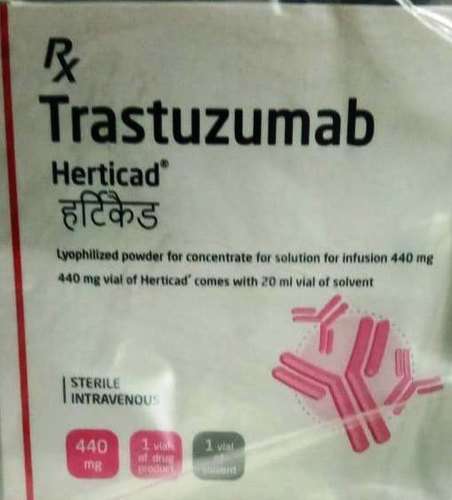 Rx
Trastuzumab
Herticad®
हर्टिकैड
Lyophilized powder for concentrate for solution for infusion 440 mg
440 mg vial of Herticad® comes with 20 ml vial of solvent
STERILE
INTRAVENOUS
440
mg
1 vial
of drug
product
1 vial
of
solvent